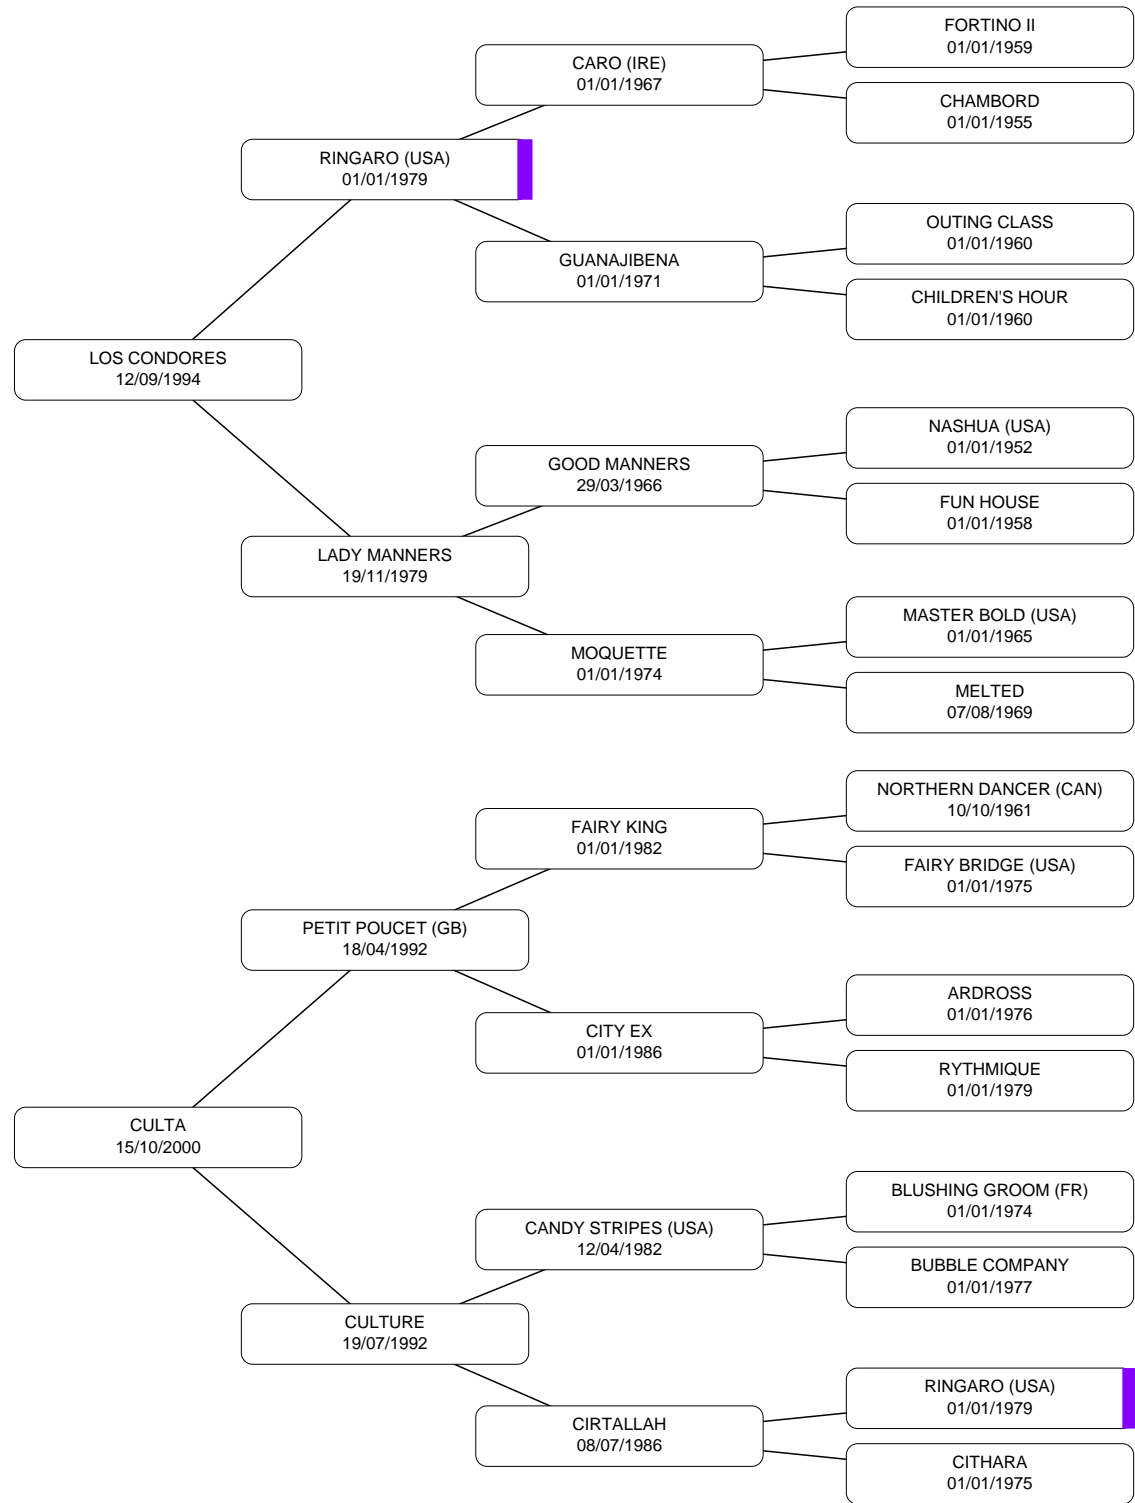 FORTINO II
01/01/1959
CARO (IRE)
01/01/1967
CHAMBORD
01/01/1955
RINGARO (USA)
01/01/1979
OUTING CLASS
01/01/1960
GUANAJIBENA
01/01/1971
CHILDREN'S HOUR
01/01/1960
LOS CONDORES
12/09/1994
NASHUA (USA)
01/01/1952
GOOD MANNERS
29/03/1966
FUN HOUSE
01/01/1958
LADY MANNERS
19/11/1979
MASTER BOLD (USA)
01/01/1965
MOQUETTE
01/01/1974
MELTED
07/08/1969
NORTHERN DANCER (CAN)
10/10/1961
FAIRY KING
01/01/1982
FAIRY BRIDGE (USA)
01/01/1975
PETIT POUCET (GB)
18/04/1992
ARDROSS
01/01/1976
CITY EX
01/01/1986
RYTHMIQUE
01/01/1979
CULTA
15/10/2000
BLUSHING GROOM (FR)
01/01/1974
CANDY STRIPES (USA)
12/04/1982
BUBBLE COMPANY
01/01/1977
CULTURE
19/07/1992
RINGARO (USA)
01/01/1979
CIRTALLAH
08/07/1986
CITHARA
01/01/1975